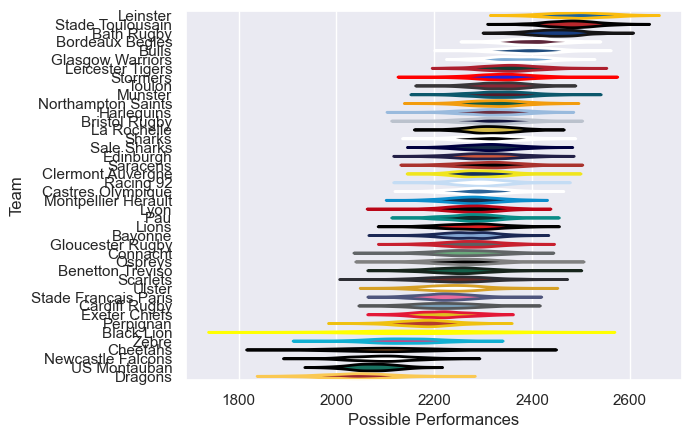 Leinster
Stade Toulousain
Bath Rugby
Bordeaux Begles
Bulls
Glasgow Warriors
Leicester Tigers
Stormers
Toulon
Munster
Northampton Saints
Harlequins
Bristol Rugby
La Rochelle
Sharks
Sale Sharks
Edinburgh
Saracens
Clermont Auvergne
Racing 92
Castres Olympique
Montpellier Herault
Lyon
Pau
Lions
Bayonne
Gloucester Rugby
Connacht
Ospreys
Benetton Treviso
Scarlets
Ulster
Stade Francais Paris
Cardiff Rugby
Exeter Chiefs
Perpignan
Black Lion
Zebre
Cheetahs
Newcastle Falcons
US Montauban
Dragons
Team
1800 2000 2200 2400 2600
Possible Performances